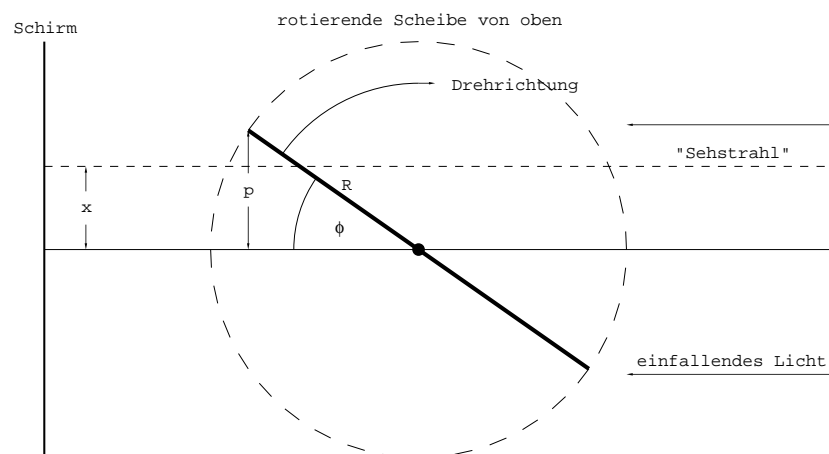 rotierende Scheibe von oben
Schirm
Drehrichtung
"Sehstrahl"
R
p
x
ϕ
einfallendes Licht